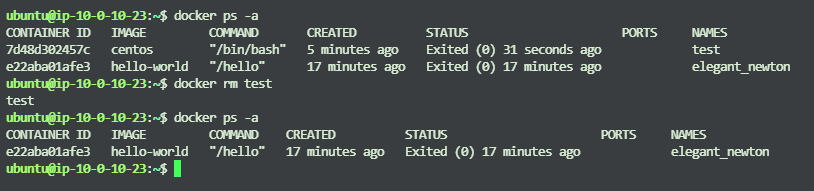 ubuntu@ip-10-0-10-23:~$ docker ps -a
CONTAINER ID   IMAGE         COMMAND       CREATED          STATUS                      PORTS     NAMES
7d48d302457c   centos        "/bin/bash"   5 minutes ago    Exited (0) 31 seconds ago             test
e22aba01afe3   hello-world   "/hello"      17 minutes ago   Exited (0) 17 minutes ago             elegant_newton
ubuntu@ip-10-0-10-23:~$ docker rm test
test
ubuntu@ip-10-0-10-23:~$ docker ps -a
CONTAINER ID   IMAGE         COMMAND    CREATED          STATUS                      PORTS     NAMES
e22aba01afe3   hello-world   "/hello"   17 minutes ago   Exited (0) 17 minutes ago             elegant_newton
ubuntu@ip-10-0-10-23:~$